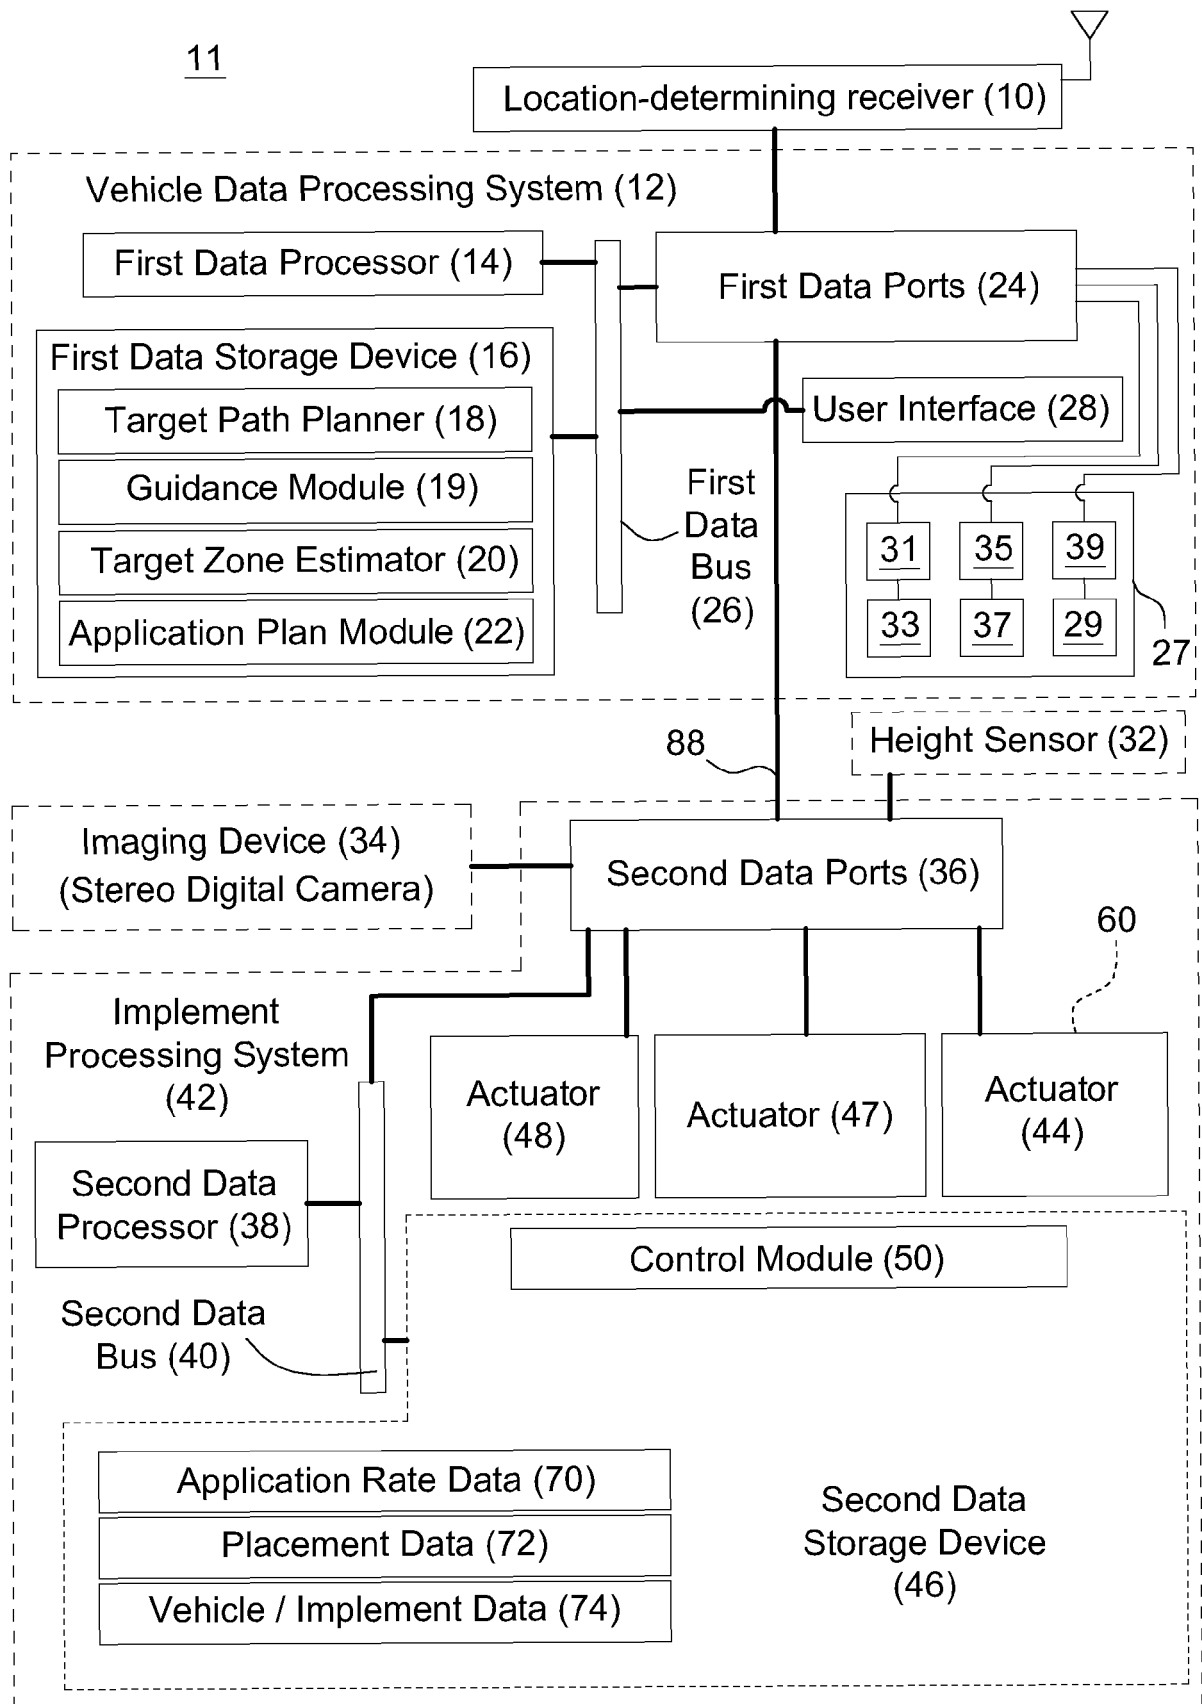 11
Location-determining receiver (10)
Vehicle Data Processing System (12)
First Data Processor (14)
First Data Ports (24)
First Data Storage Device (16)
Target Path Planner (18)
Guidance Module (19)
Target Zone Estimator (20)
Application Plan Module (22)
User Interface (28)
First
Data
Bus
(26)
31
35
39
33
37
29
27
88
Height Sensor (32)
Imaging Device (34)
(Stereo Digital Camera)
Second Data Ports (36)
60
Implement
Processing System
(42)
Actuator
(48)
Actuator (47)
Actuator
(44)
Second Data
Processor (38)
Control Module (50)
Second Data
Bus (40)
Application Rate Data (70)
Placement Data (72)
Vehicle / Implement Data (74)
Second Data
Storage Device
(46)